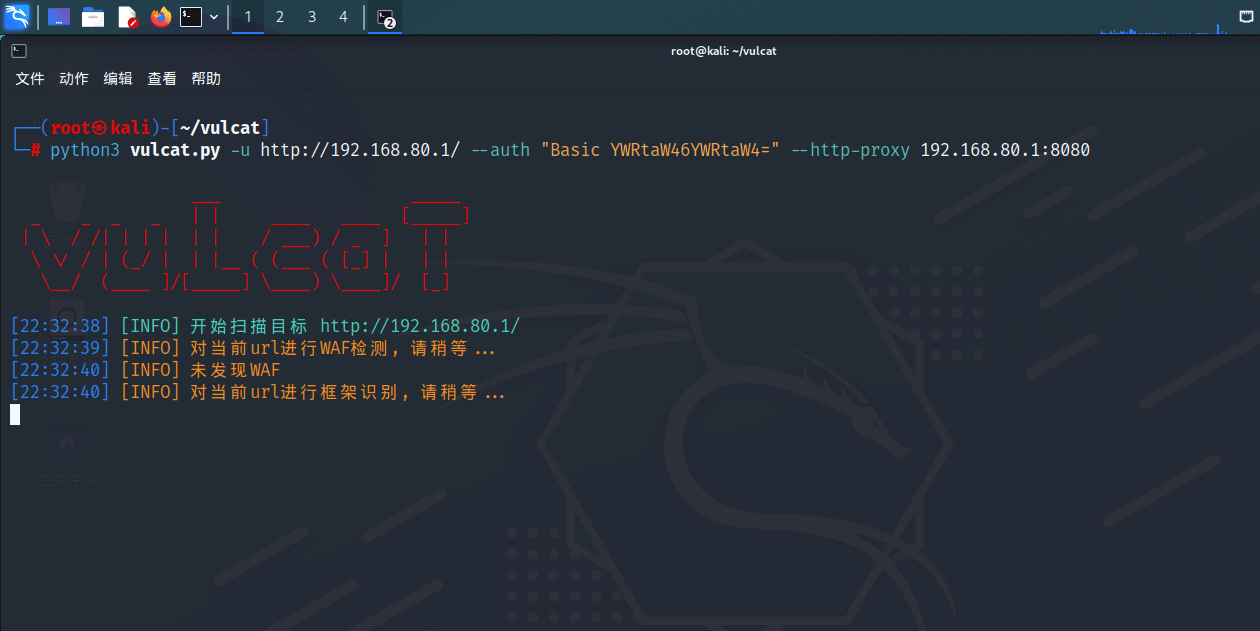 1 2 3 4 2
root@kali: ~/vulcat
文件 动作 编辑 查看 帮助
┌──(root㉿kali)-[~/vulcat]
└─# python3 vulcat.py -u http://192.168.80.1/ --auth "Basic YWRtaW46YWRtaW4=" --http-proxy 192.168.80.1:8080
vulcat
[22:32:38] [INFO] 开始扫描目标 http://192.168.80.1/
[22:32:39] [INFO] 对当前url进行WAF检测, 请稍等...
[22:32:40] [INFO] 未发现WAF
[22:32:40] [INFO] 对当前url进行框架识别, 请稍等...
主文件夹